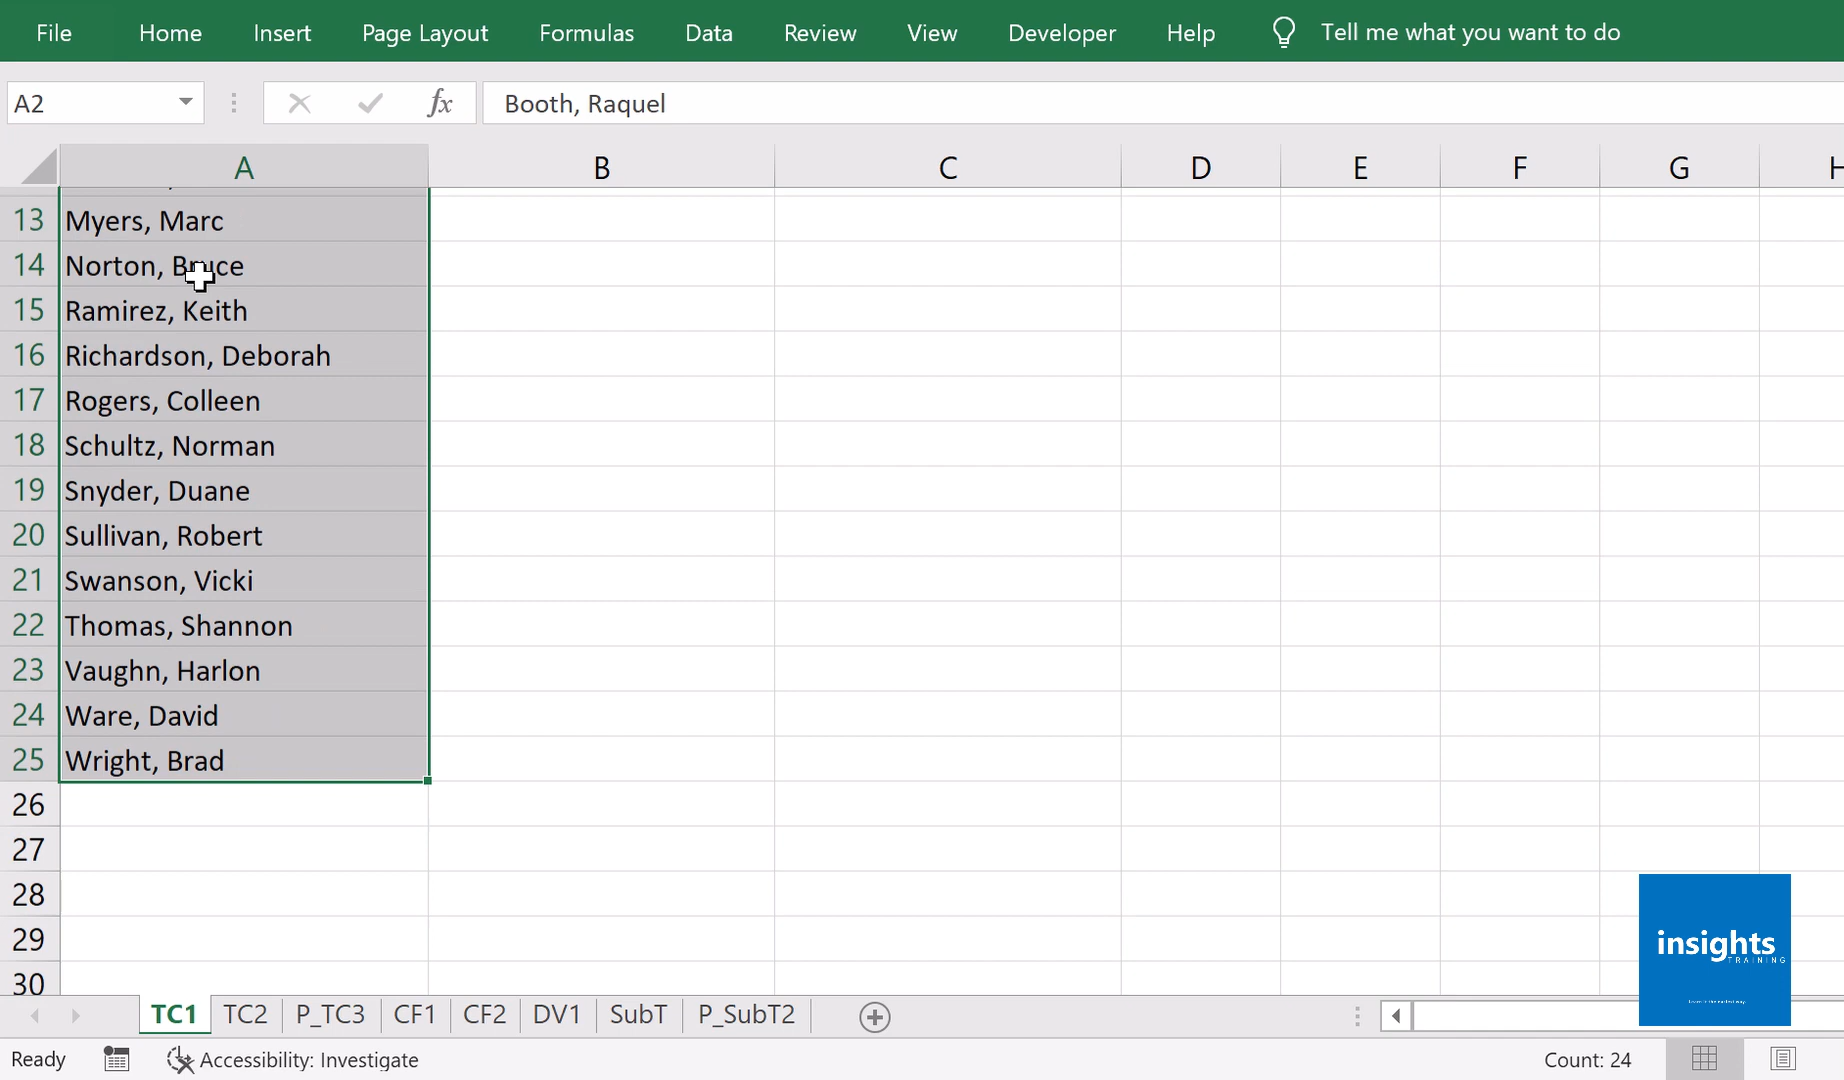 File Home Insert Page Layout Formulas Data Review View Developer Help Tell me what you want to do
A2 fx Booth, Raquel
A B C D E F G H
13 Myers, Marc
14 Norton, Bruce
15 Ramirez, Keith
16 Richardson, Deborah
17 Rogers, Colleen
18 Schultz, Norman
19 Snyder, Duane
20 Sullivan, Robert
21 Swanson, Vicki
22 Thomas, Shannon
23 Vaughn, Harlon
24 Ware, David
25 Wright, Brad
26
27
28
29
30
insights
TRAINING
TC1 TC2 P_TC3 CF1 CF2 DV1 SubT P_SubT2
Ready Accessibility: Investigate Count: 24